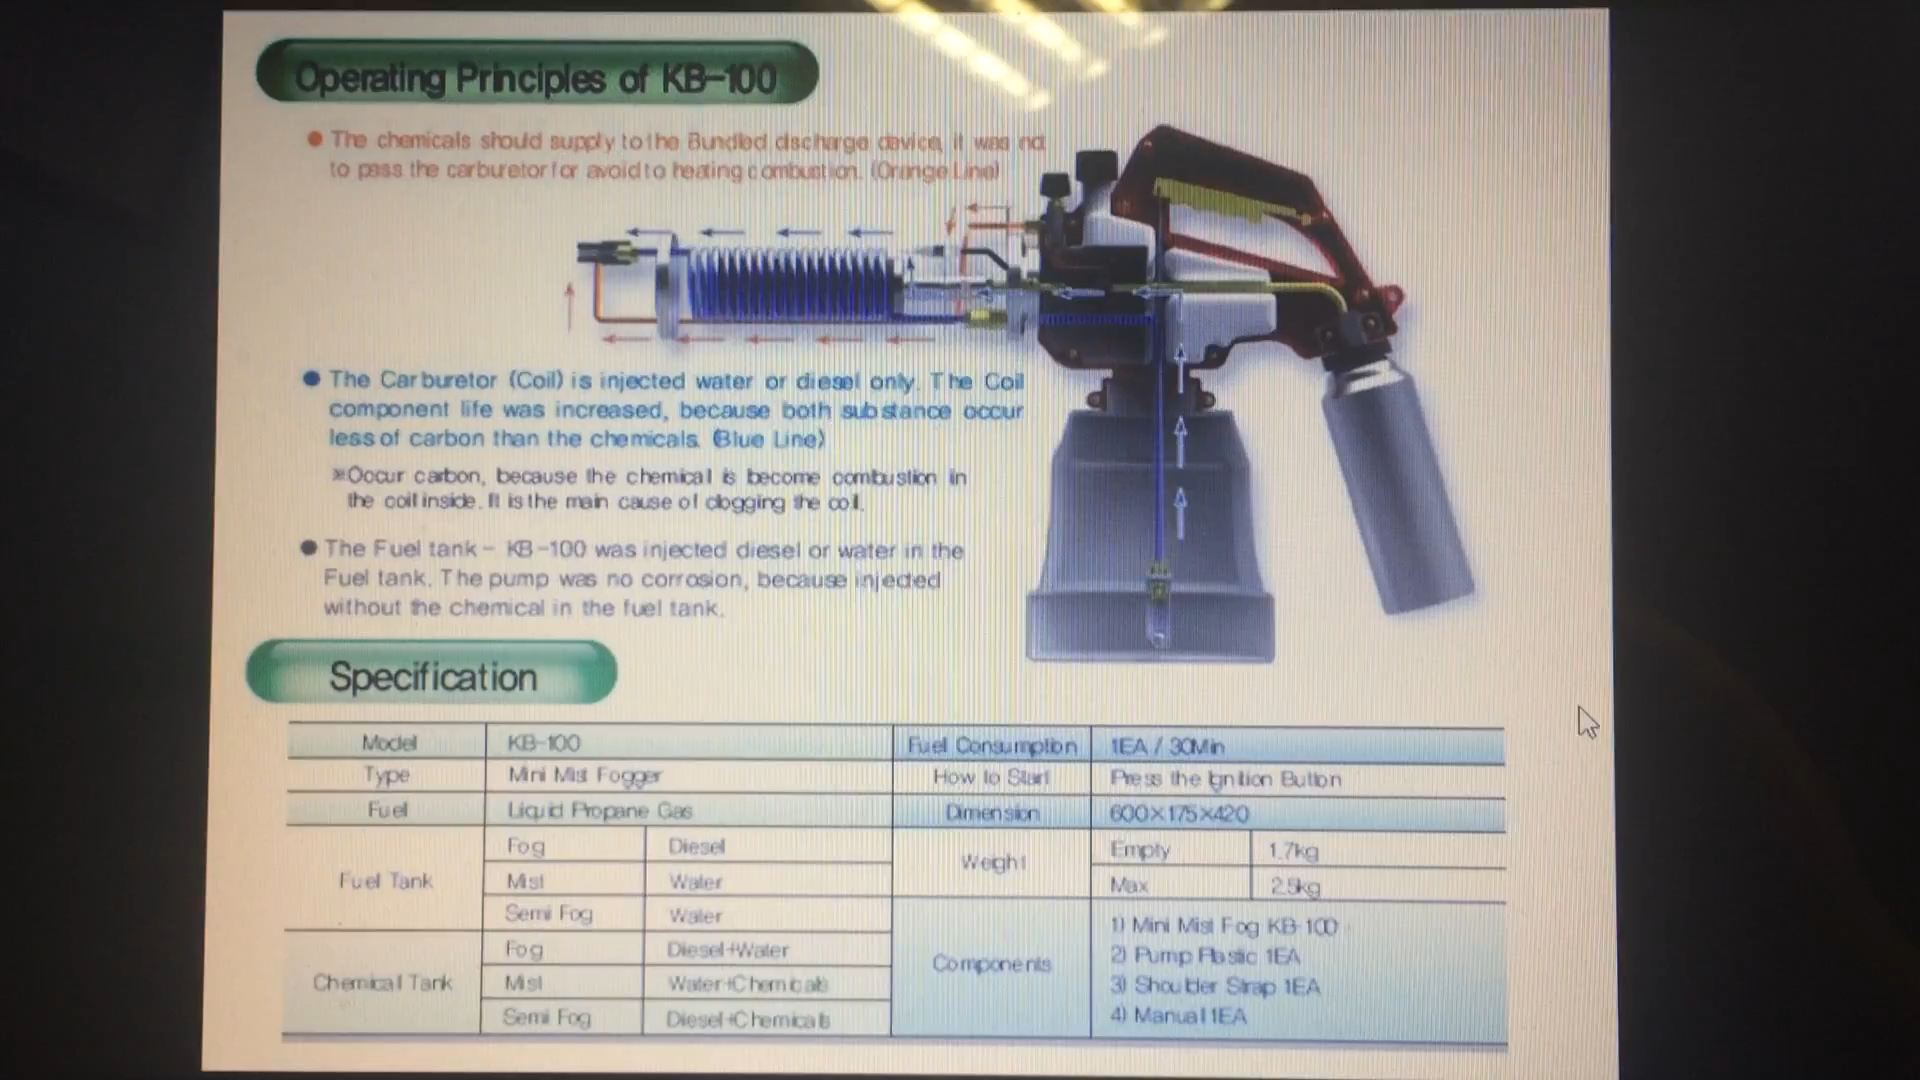 Operating Principles of KB-100
● The chemicals should supply to the Bundled discharge device, it was not
to pass the carburetor for avoid to heating combustion. (Orange Line)
● The Carburetor (Coil) is injected water or diesel only. The Coil
component life was increased, because both substance occur
less of carbon than the chemicals. (Blue Line)
※Occur carbon, because the chemical is become combustion in
the coil inside. It is the main cause of clogging the coil.
● The Fuel tank - KB-100 was injected diesel or water in the
Fuel tank. The pump was no corrosion, because injected
without the chemical in the fuel tank.
Specification
Model KB-100 Fuel Consumption 1EA / 30Min
Type Mini Mist Fogger How to Start Press the Ignition Button
Fuel Liquid Propane Gas Dimension 600×175×420
Fuel Tank Fog Diesel Weight Empty 1.7kg
Mist Water Max 2.5kg
Semi Fog Water
Chemical Tank Fog Diesel+Water
Mist Water+Chemicals
Semi Fog Diesel+Chemicals
Components
1) Mini Mist Fog KB-100
2) Pump Plastic 1EA
3) Shoulder Strap 1EA
4) Manual 1EA